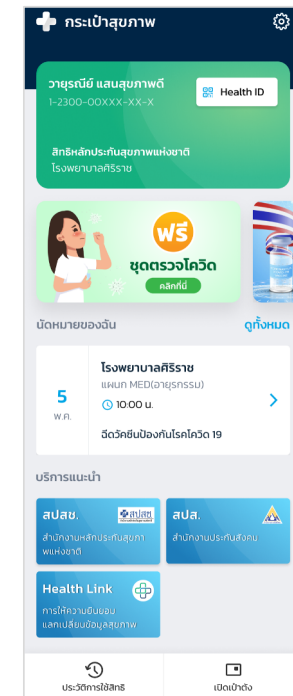 กระเป๋าสุขภาพ
วายุรณีย์ แสนสุขภาพดี
1-2300-00XXX-XX-X
Health ID
สิทธิหลักประกันสุขภาพแห่งชาติ
โรงพยาบาลศิริราช
ฟรี
ชุดตรวจโควิด
คลิกที่นี่
นัดหมายของฉัน
ดูทั้งหมด
5
พ.ค.
โรงพยาบาลศิริราช
แผนก MED(อายุรกรรม)
10:00 น.
ฉีดวัคซีนป้องกันโรคโควิด 19
บริการแนะนำ
สปสช.
สปสช
สำนักงานหลักประกันสุขภา
พแห่งชาติ
สปส.
สำนักงานประกันสังคม
Health Link
การให้ความยินยอม
แลกเปลี่ยนข้อมูลสุขภาพ
ประวัติการใช้สิทธิ
เปิดเป๋าตัง